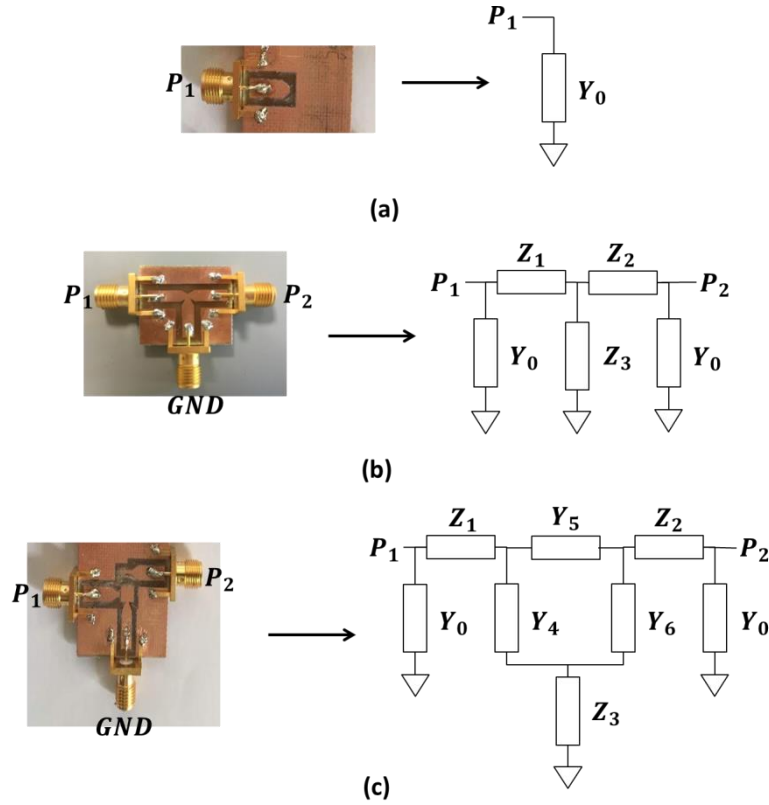 P1
P1
Y0
(a)
Z1 Z2
P1 P2 P1 P2
Y0 Z3 Y0
GND
(b)
Z1 Y5 Z2
P1 P2
P1 P2
Y0 Y4 Y6 Y0
Z3
GND
(c)